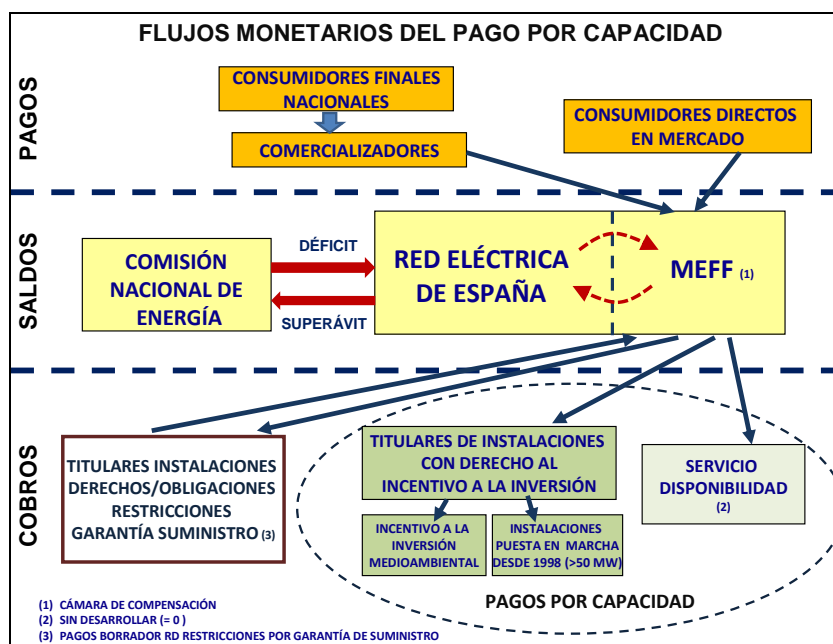 FLUJOS MONETARIOS DEL PAGO POR CAPACIDAD
PAGOS
CONSUMIDORES FINALES
NACIONALES
COMERCIALIZADORES
CONSUMIDORES DIRECTOS
EN MERCADO
SALDOS
COMISIÓN
NACIONAL DE
ENERGÍA
DÉFICIT
SUPERÁVIT
RED ELÉCTRICA
DE ESPAÑA
MEFF (1)
COBROS
TITULARES INSTALACIONES
DERECHOS/OBLIGACIONES
RESTRICCIONES
GARANTÍA SUMINISTRO (3)
TITULARES DE INSTALACIONES
CON DERECHO AL
INCENTIVO A LA INVERSIÓN
INCENTIVO A LA
INVERSIÓN
MEDIOAMBIENTAL
INSTALACIONES
PUESTA EN MARCHA
DESDE 1998 (>50 MW)
SERVICIO
DISPONIBILIDAD
(2)
PAGOS POR CAPACIDAD
(1) CÁMARA DE COMPENSACIÓN
(2) SIN DESARROLLAR (= 0 )
(3) PAGOS BORRADOR RD RESTRICCIONES POR GARANTÍA DE SUMINISTRO